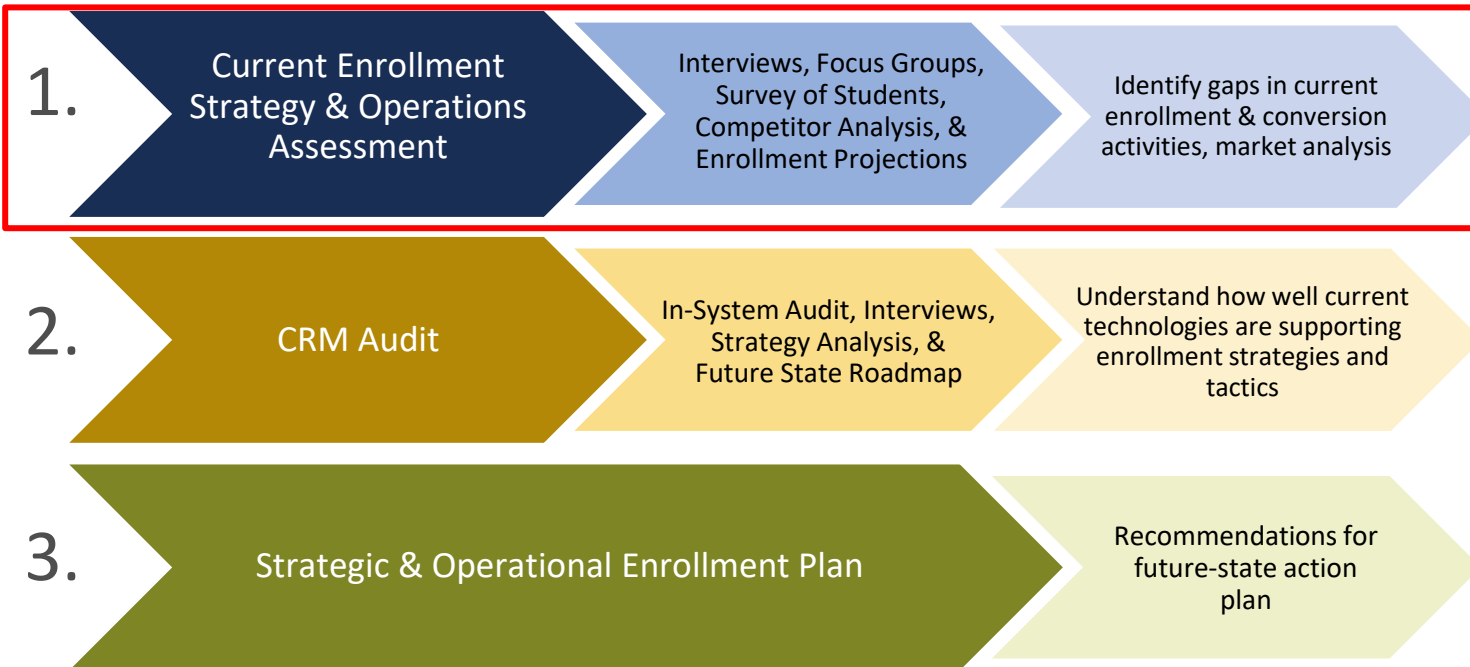 1.
Current Enrollment
Strategy & Operations
Assessment
Interviews, Focus Groups,
Survey of Students,
Competitor Analysis, &
Enrollment Projections
Identify gaps in current
enrollment & conversion
activities, market analysis
2.
CRM Audit
In-System Audit, Interviews,
Strategy Analysis, &
Future State Roadmap
Understand how well current
technologies are supporting
enrollment strategies and
tactics
3.
Strategic & Operational Enrollment Plan
Recommendations for
future-state action
plan